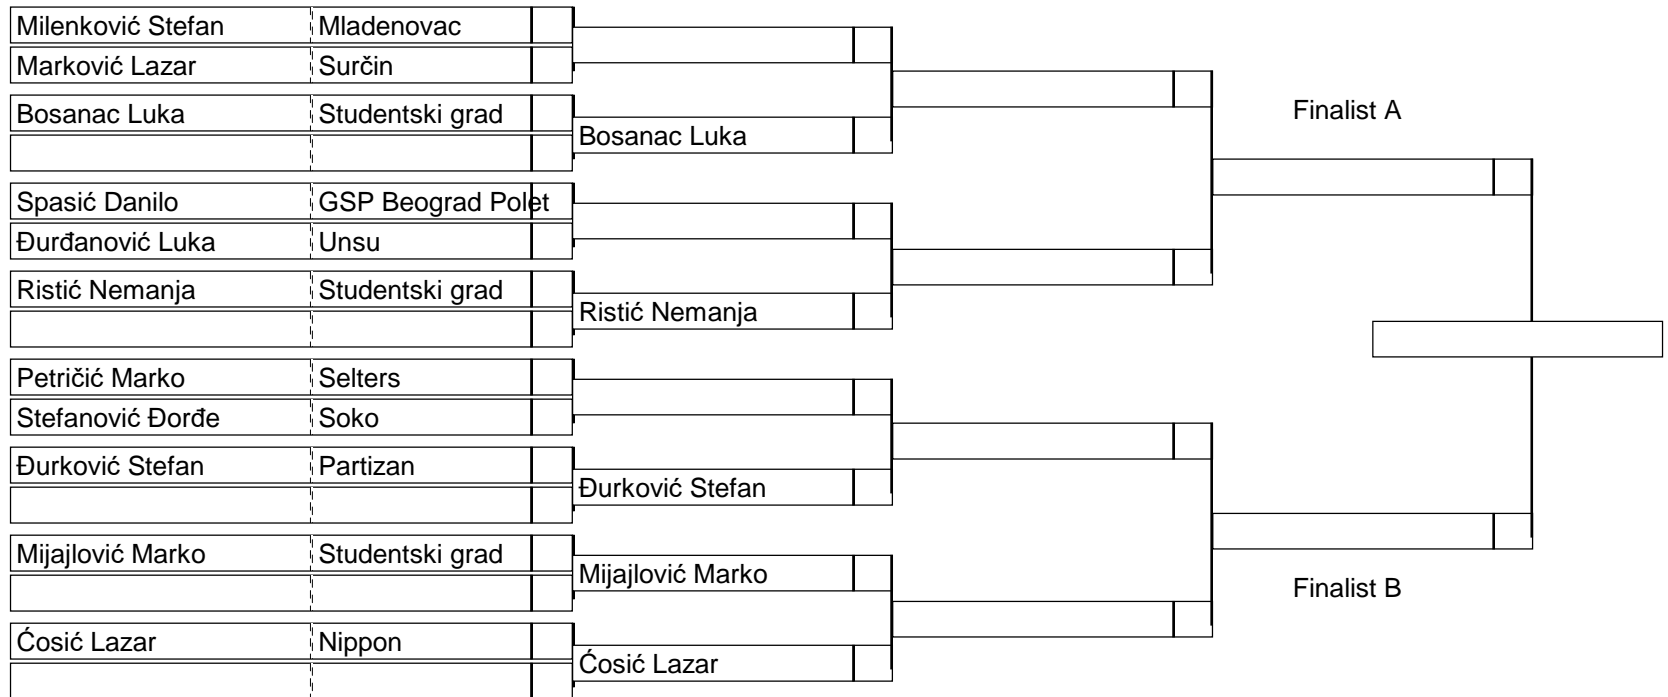 Milenković Stefan Mladenovac
Marković Lazar Surčin
Bosanac Luka Studentski grad
Bosanac Luka
Finalist A
Spasić Danilo GSP Beograd Polet
Đurđanović Luka Unsu
Ristić Nemanja Studentski grad
Ristić Nemanja
Petričić Marko Selters
Stefanović Đorđe Soko
Đurković Stefan Partizan
Đurković Stefan
Mijajlović Marko Studentski grad
Mijajlović Marko
Finalist B
Ćosić Lazar Nippon
Ćosić Lazar